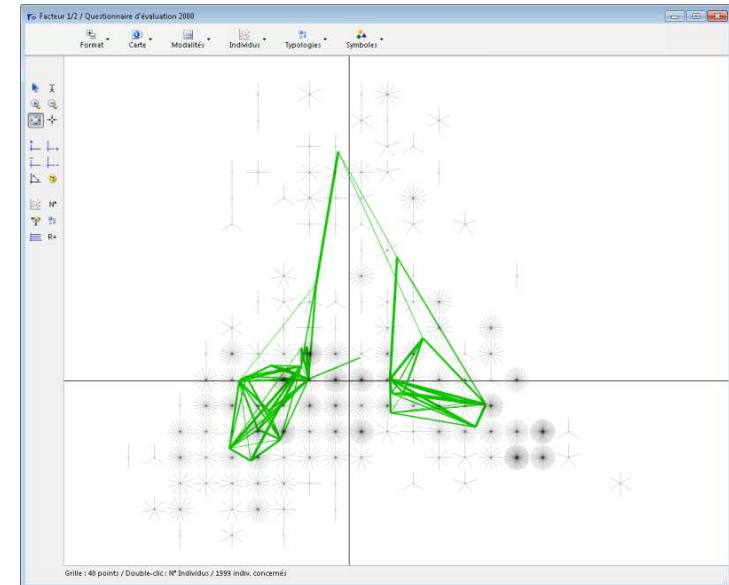 Facteur 1/2 / Questionnaire d'évaluation 2000
Format Carte Modalités Individus Typologies Symboles
N°
R+
Grille : 48 points / Double-clic : N° Individus / 1999 indiv. concernés